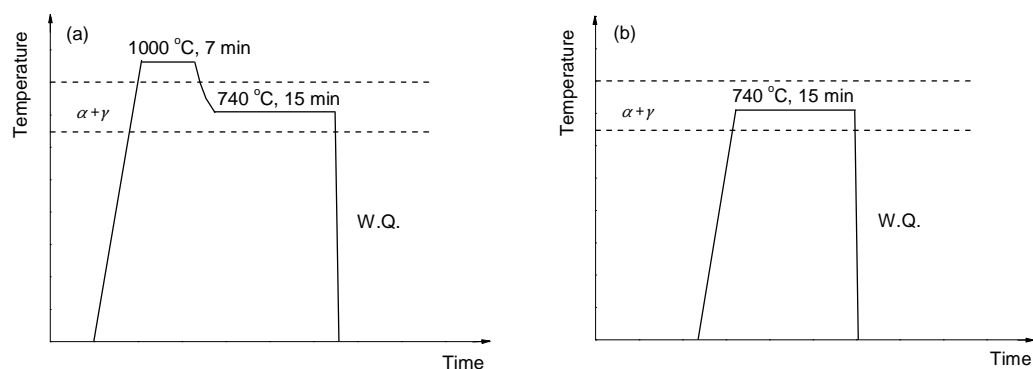 (a)
1000 °C, 7 min
740 °C, 15 min
α+γ
W.Q.
Temperature
Time
(b)
740 °C, 15 min
α+γ
W.Q.
Temperature
Time